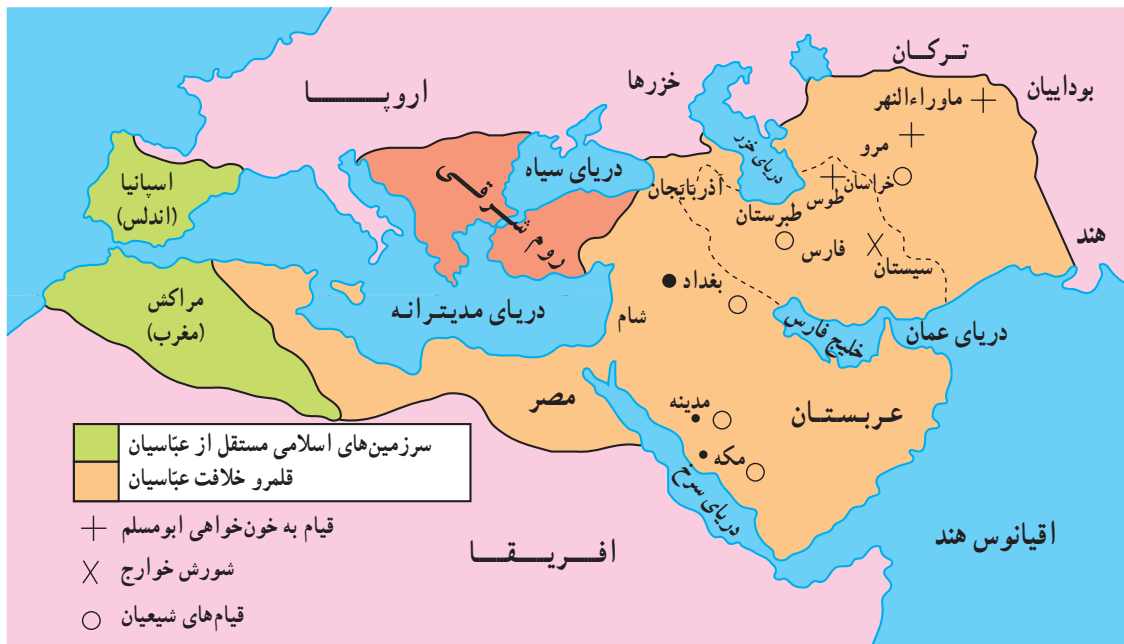 ترکان
بوداییان
خزرها
اروپا
ماوراءالنهر
مرو
دریای خزر
خراسان
طوس
دریای سیاه
آذربایجان
طبرستان
روم شرقی
اسپانیا
(اندلس)
هند
فارس
سیستان
بغداد
مراکش
(مغرب)
دریای مدیترانه
شام
خلیج فارس
دریای عمان
مصر
مدینه
عربستان
مکه
دریای سرخ
اقیانوس هند
افریقا
سرزمین‌های اسلامی مستقل از عبّاسیان
قلمرو خلافت عبّاسیان
قیام به خون‌خواهی ابومسلم
شورش خوارج
قیام‌های شیعیان